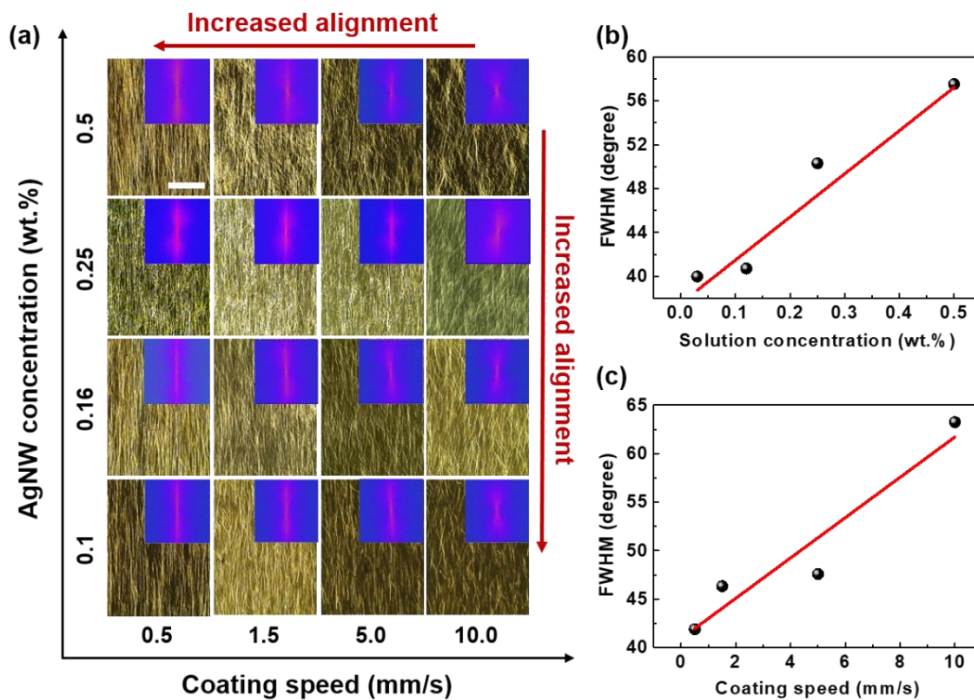 (a)
Increased alignment
AgNW concentration (wt.%)
0.5
0.25
0.16
0.1
Increased alignment
0.5 1.5 5.0 10.0
Coating speed (mm/s)
(b)
FWHM (degree)
60
56
52
48
44
40
0.0 0.1 0.2 0.3 0.4 0.5
Solution concentration (wt.%)
(c)
FWHM (degree)
65
60
55
50
45
40
0 2 4 6 8 10
Coating speed (mm/s)